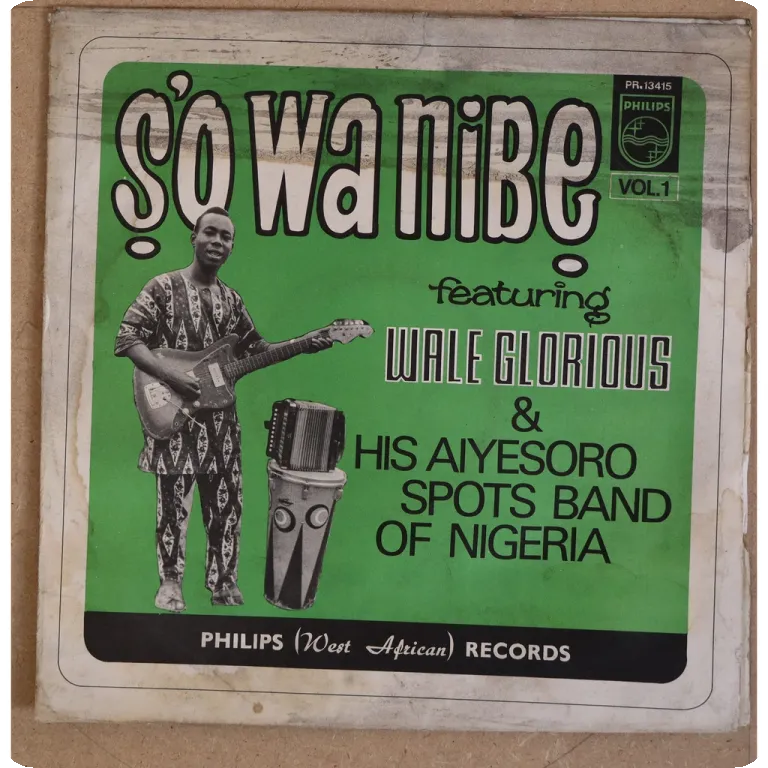 PR.13415
PHILIPS
VOL.1
Ṣ'o wa nibẹ
featuring
WALE GLORIOUS
&
HIS AIYESORO
SPOTS BAND
OF NIGERIA
PHILIPS (West African) RECORDS